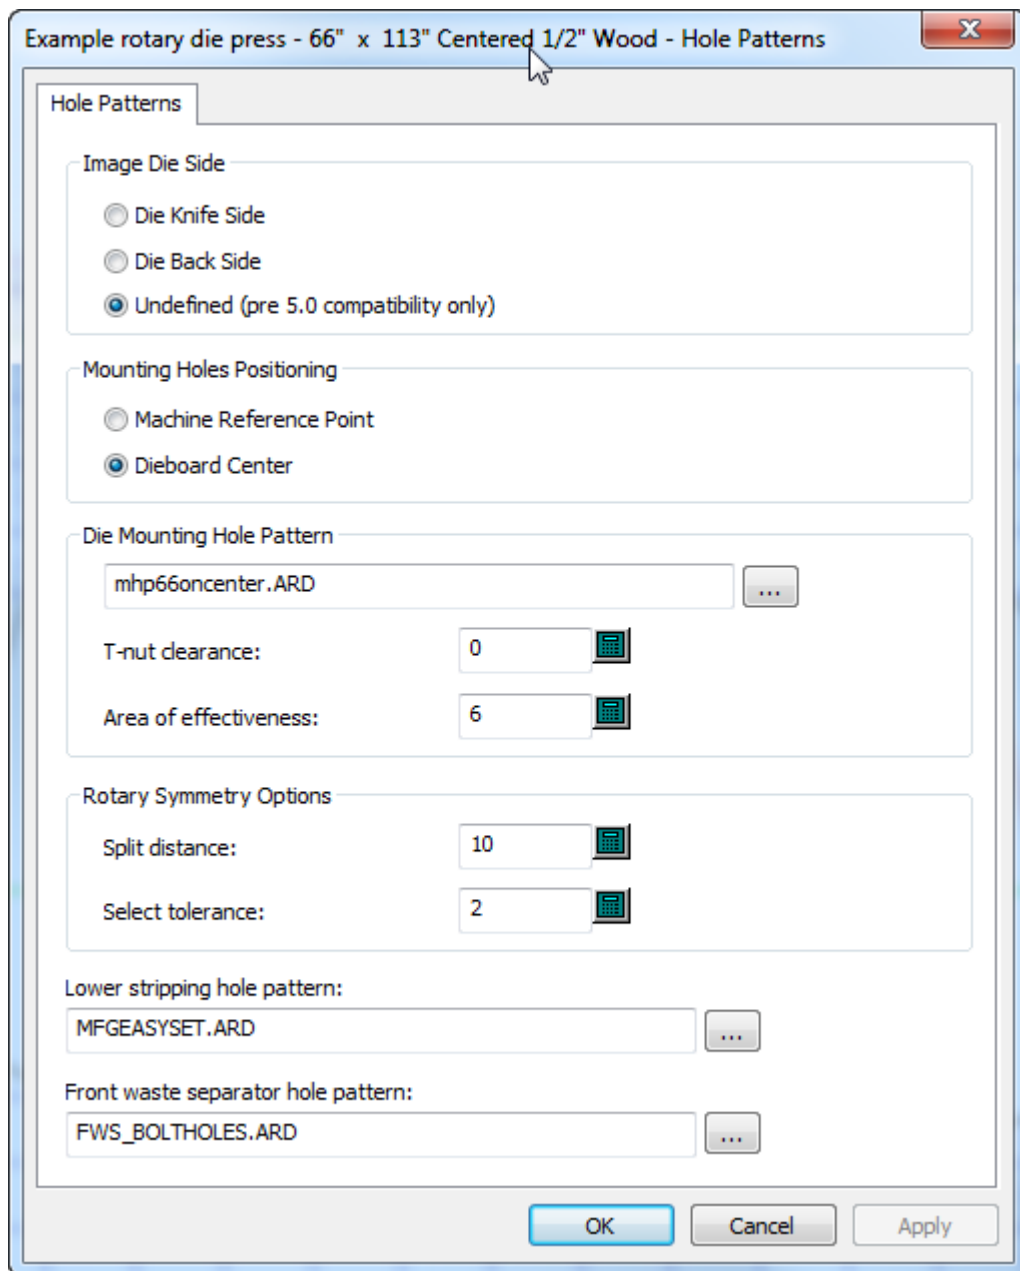 Example rotary die press - 66"  x  113" Centered 1/2" Wood - Hole Patterns
Hole Patterns
Image Die Side
Die Knife Side
Die Back Side
Undefined (pre 5.0 compatibility only)
Mounting Holes Positioning
Machine Reference Point
Dieboard Center
Die Mounting Hole Pattern
mhp66oncenter.ARD ...
T-nut clearance: 0
Area of effectiveness: 6
Rotary Symmetry Options
Split distance: 10
Select tolerance: 2
Lower stripping hole pattern:
MFGEASYSET.ARD ...
Front waste separator hole pattern:
FWS_BOLTHOLES.ARD ...
OK Cancel Apply